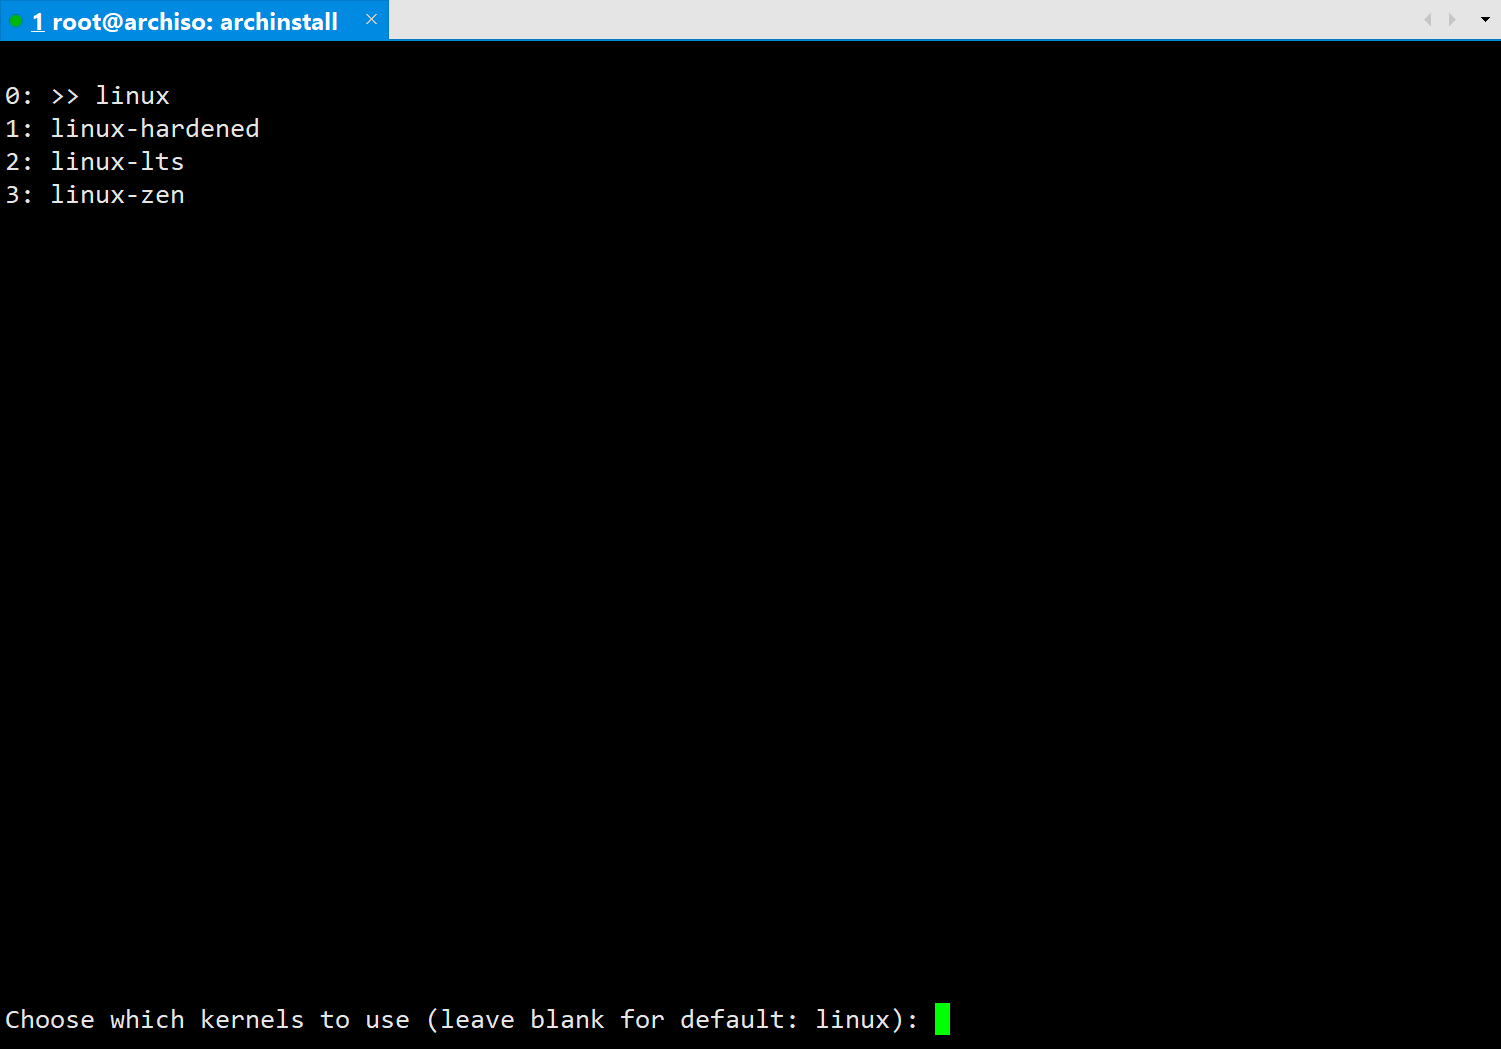 1 root@archiso: archinstall
0: >> linux
1: linux-hardened
2: linux-lts
3: linux-zen
Choose which kernels to use (leave blank for default: linux):